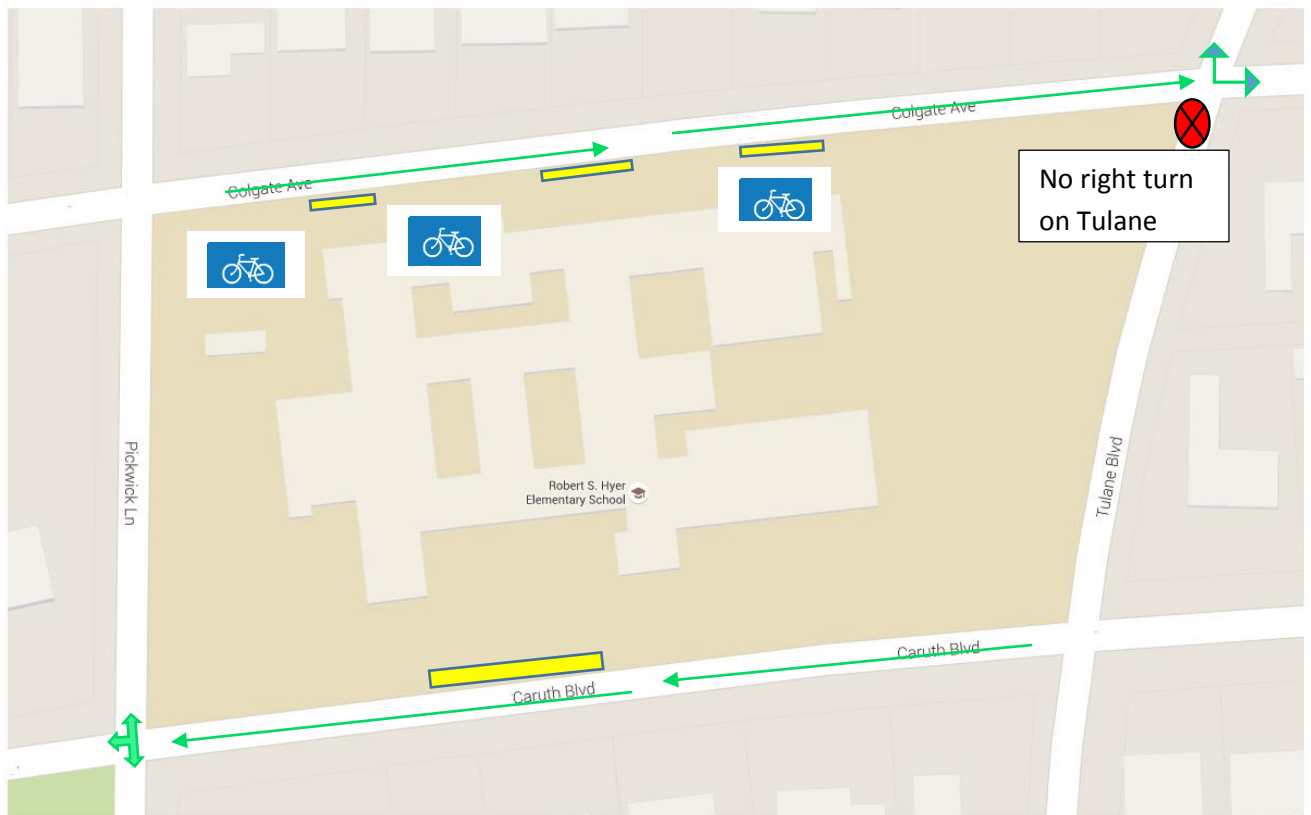 Colgate Ave
Colgate Ave
No right turn
on Tulane
Pickwick Ln
Robert S. Hyer
Elementary School
Tulane Blvd
Caruth Blvd
Caruth Blvd